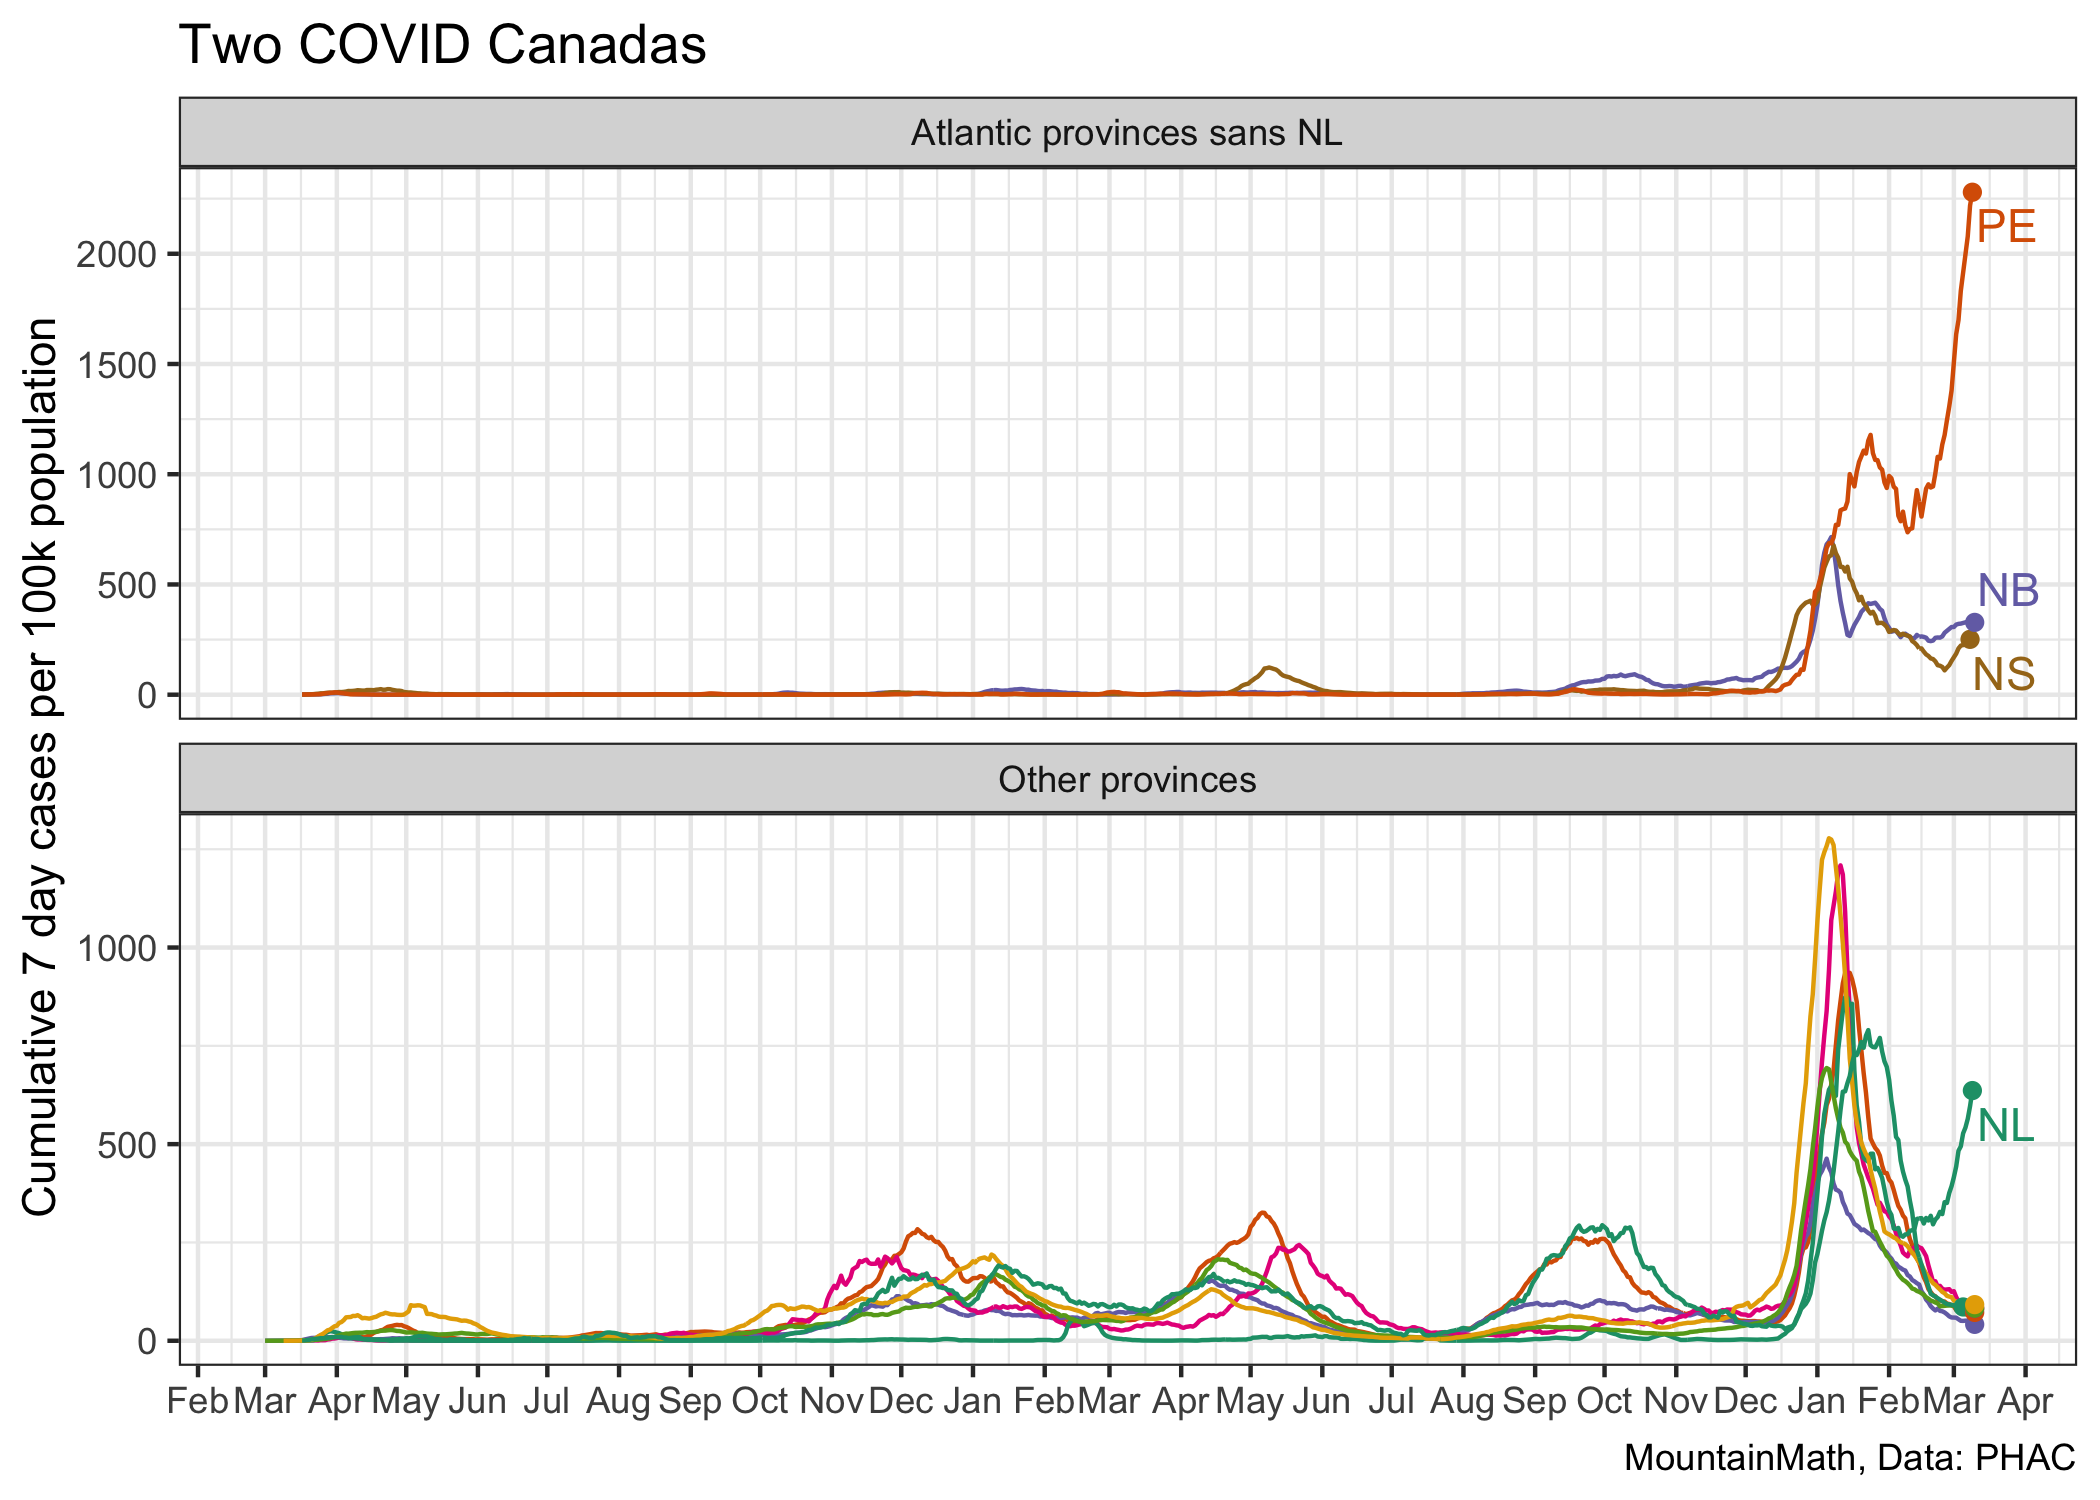 Two COVID Canadas
Atlantic provinces sans NL
Cumulative 7 day cases per 100k population
2000
1500
1000
500
0
PE
NB
NS
Other provinces
1000
500
0
NL
Feb Mar Apr May Jun Jul Aug Sep Oct Nov Dec Jan Feb Mar Apr May Jun Jul Aug Sep Oct Nov Dec Jan Feb Mar Apr
MountainMath, Data: PHAC